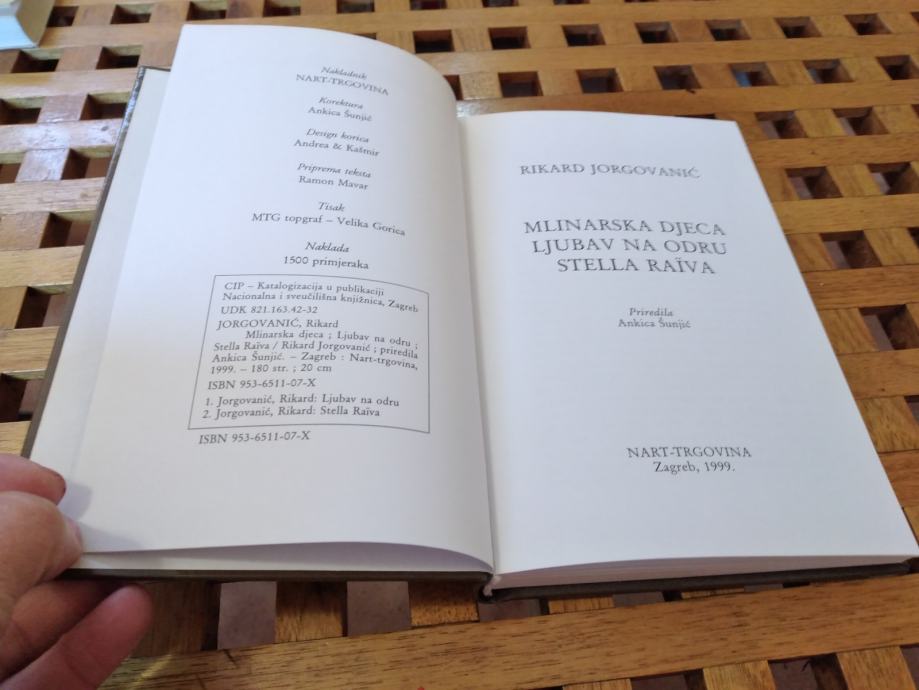 Nakladnik
NART-TRGOVINA
Korektura
Ankica Šunjić
Design korica
Andrea & Kašmir
Priprema teksta
Ramon Mavar
Tisak
MTG topgraf – Velika Gorica
Naklada
1500 primjeraka
CIP – Katalogizacija u publikaciji
Nacionalna i sveučilišna knjižnica, Zagreb
UDK 821.163.42-32
JORGOVANIĆ, Rikard
Mlinarska djeca ; Ljubav na odru ;
Stella Raïva / Rikard Jorgovanić ; priredila
Ankica Šunjić. – Zagreb : Nart-trgovina,
1999. – 180 str. ; 20 cm
ISBN 953-6511-07-X
1. Jorgovanić, Rikard: Ljubav na odru
2. Jorgovanić, Rikard: Stella Raïva
ISBN 953-6511-07-X
RIKARD JORGOVANIĆ
MLINARSKA DJECA
LJUBAV NA ODRU
STELLA RAÏVA
Priredila
Ankica Šunjić
NART-TRGOVINA
Zagreb, 1999.